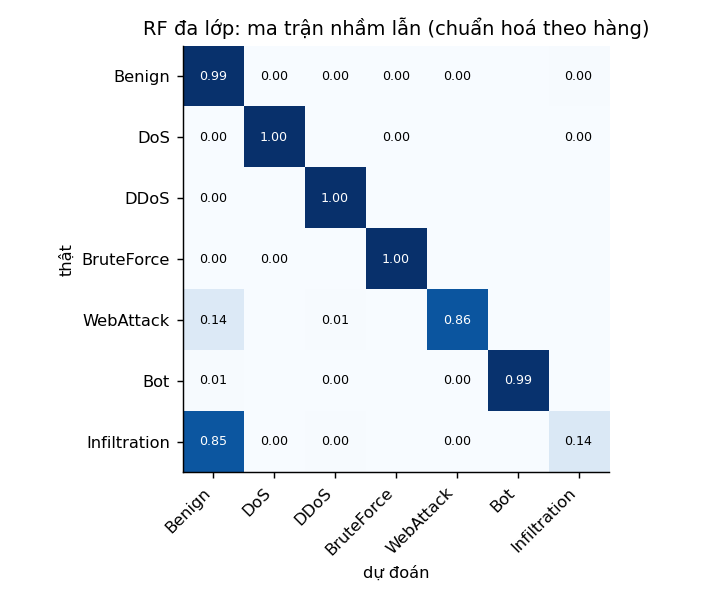 RF đa lớp: ma trận nhầm lẫn (chuẩn hoá theo hàng)
Benign 0.99 0.00 0.00 0.00 0.00 0.00
DoS 0.00 1.00 0.00 0.00
DDoS 0.00 1.00
BruteForce 0.00 0.00 1.00
WebAttack 0.14 0.01 0.86
Bot 0.01 0.00 0.00 0.99
Infiltration 0.85 0.00 0.00 0.00 0.14
thật
Benign DoS DDoS BruteForce WebAttack Bot Infiltration
dự đoán